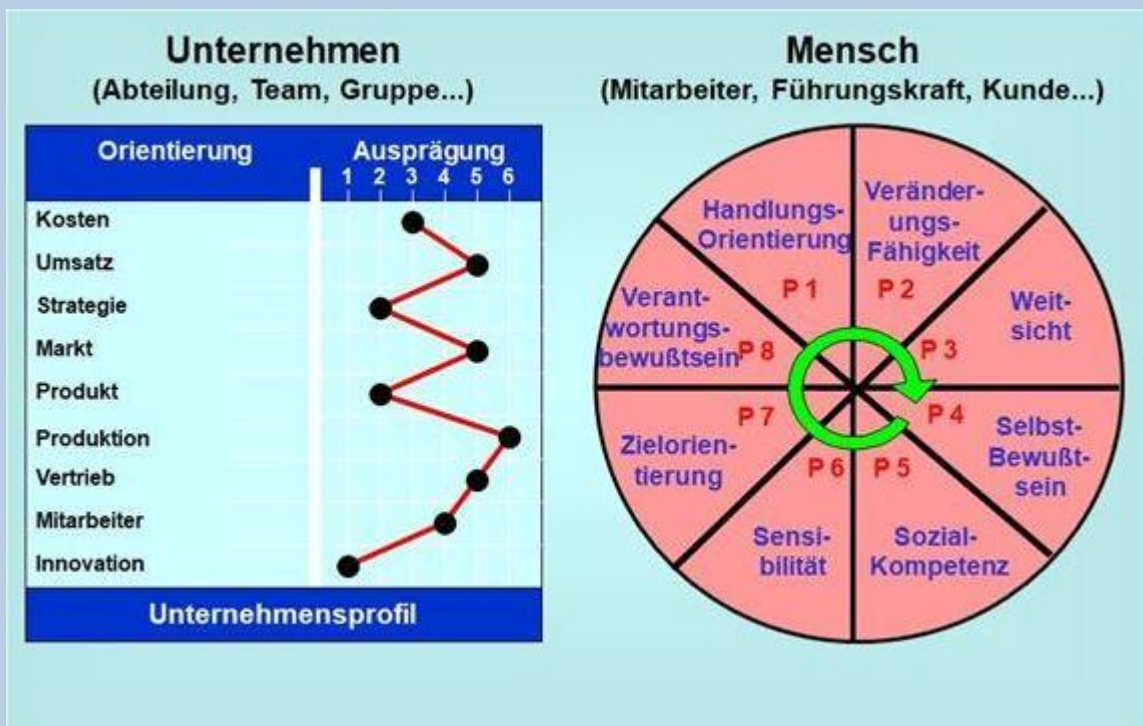 Unternehmen
(Abteilung, Team, Gruppe...)
Orientierung
Ausprägung
1 2 3 4 5 6
Kosten
Umsatz
Strategie
Markt
Produkt
Produktion
Vertrieb
Mitarbeiter
Innovation
Unternehmensprofil
Mensch
(Mitarbeiter, Führungskraft, Kunde...)
Handlungs-
Orientierung
P 1
Veränder-
ungs-
Fähigkeit
P 2
Weit-
sicht
P 3
Selbst-
Bewußt-
sein
P 4
Sozial-
Kompetenz
P 5
Sensi-
bilität
P 6
Zielorien-
tierung
P 7
Verant-
wortungs-
bewußtsein
P 8